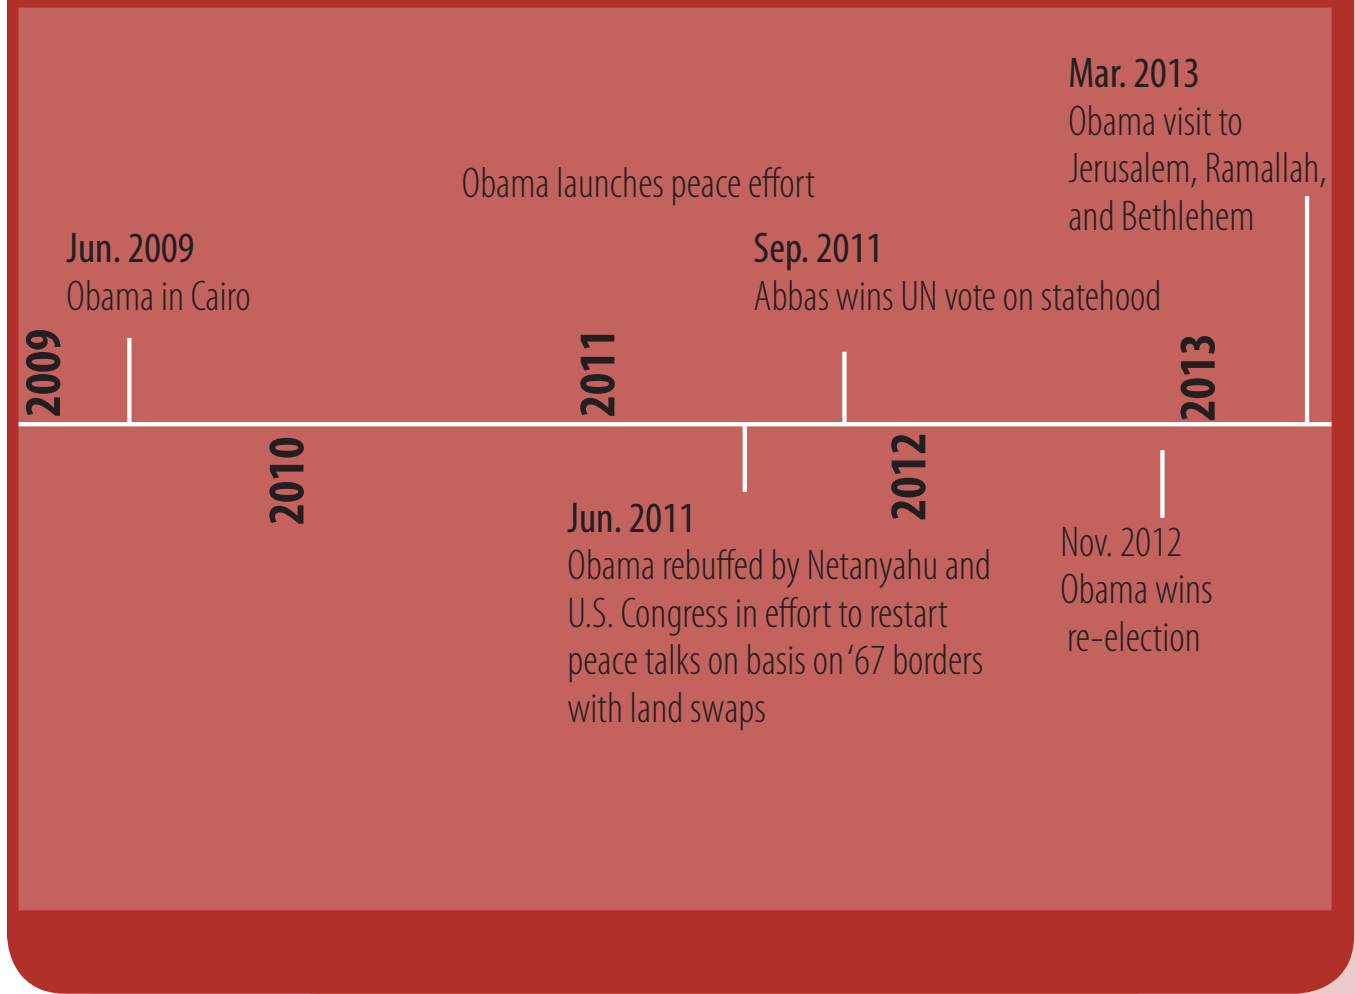 Mar. 2013
Obama visit to
Jerusalem, Ramallah,
and Bethlehem
Obama launches peace effort
Jun. 2009
Obama in Cairo
Sep. 2011
Abbas wins UN vote on statehood
2009
2010
2011
2012
2013
Jun. 2011
Obama rebuffed by Netanyahu and
U.S. Congress in effort to restart
peace talks on basis on ‘67 borders
with land swaps
Nov. 2012
Obama wins
re-election